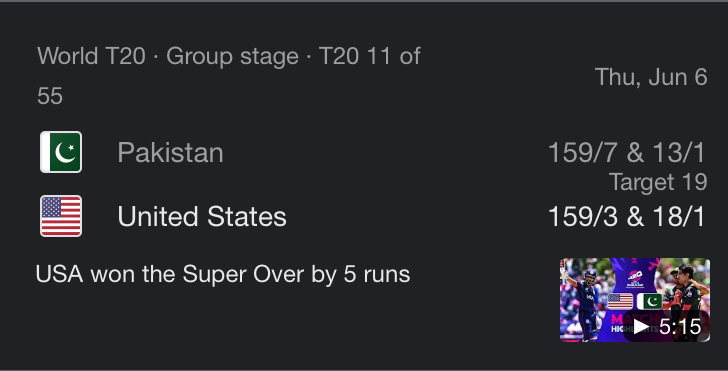 World T20 · Group stage · T20 11 of
55
Thu, Jun 6
Pakistan
159/7 & 13/1
Target 19
United States
159/3 & 18/1
USA won the Super Over by 5 runs
5:15